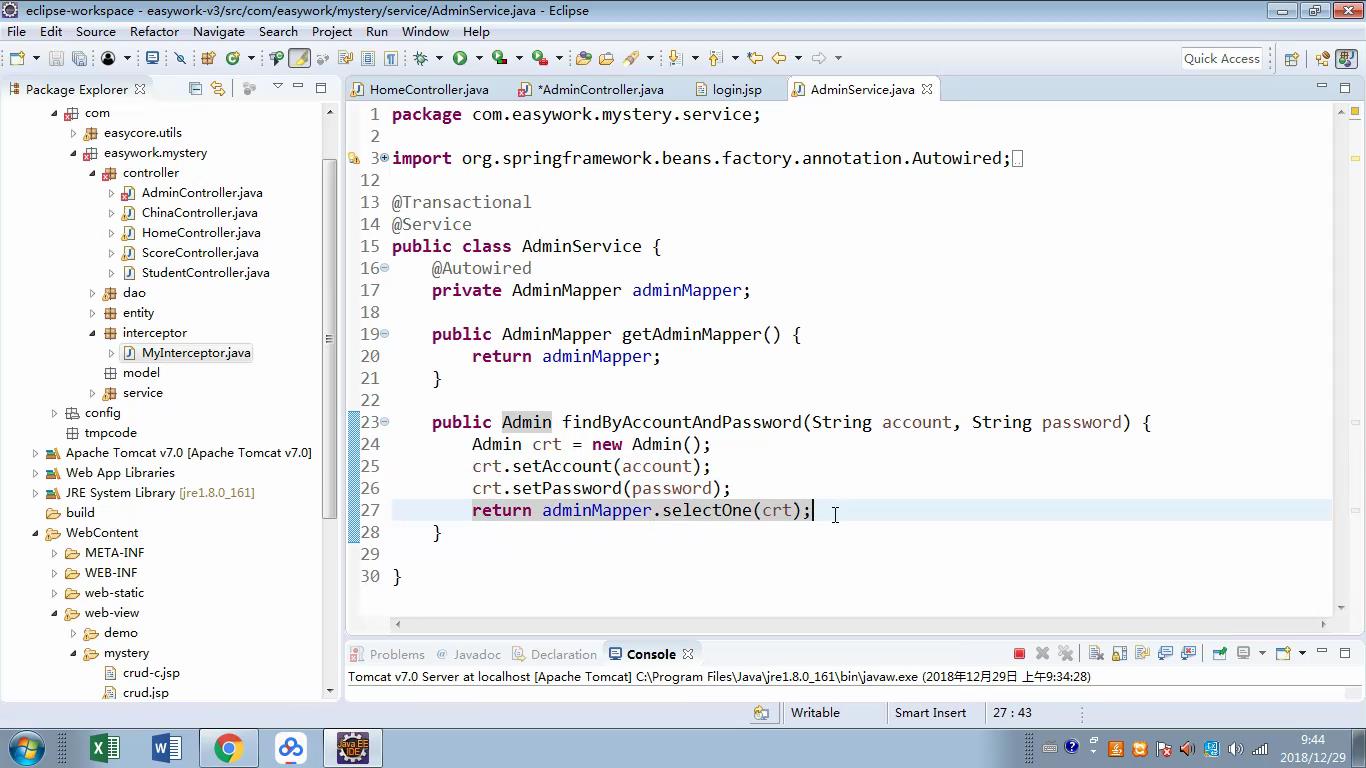 eclipse-workspace - easywork-v3/src/com/easywork/mystery/service/AdminService.java - Eclipse
File Edit Source Refactor Navigate Search Project Run Window Help
Quick Access
Package Explorer
com
easycore.utils
easywork.mystery
controller
AdminController.java
ChinaController.java
HomeController.java
ScoreController.java
StudentController.java
dao
entity
interceptor
MyInterceptor.java
model
service
config
tmpcode
Apache Tomcat v7.0 [Apache Tomcat v7.0]
Web App Libraries
JRE System Library [jre1.8.0_161]
build
WebContent
META-INF
WEB-INF
web-static
web-view
demo
mystery
crud-c.jsp
crud.jsp
HomeController.java *AdminController.java login.jsp AdminService.java
1 package com.easywork.mystery.service;
2
3 import org.springframework.beans.factory.annotation.Autowired;
12
13 @Transactional
14 @Service
15 public class AdminService {
16 @Autowired
17 private AdminMapper adminMapper;
18
19 public AdminMapper getAdminMapper() {
20 return adminMapper;
21 }
22
23 public Admin findByAccountAndPassword(String account, String password) {
24 Admin crt = new Admin();
25 crt.setAccount(account);
26 crt.setPassword(password);
27 return adminMapper.selectOne(crt);
28 }
29
30 }
Problems @ Javadoc Declaration Console
Tomcat v7.0 Server at localhost [Apache Tomcat] C:\Program Files\Java\jre1.8.0_161\bin\javaw.exe (2018年12月29日 上午9:34:28)
Writable Smart Insert 27 : 43
9:44
2018/12/29